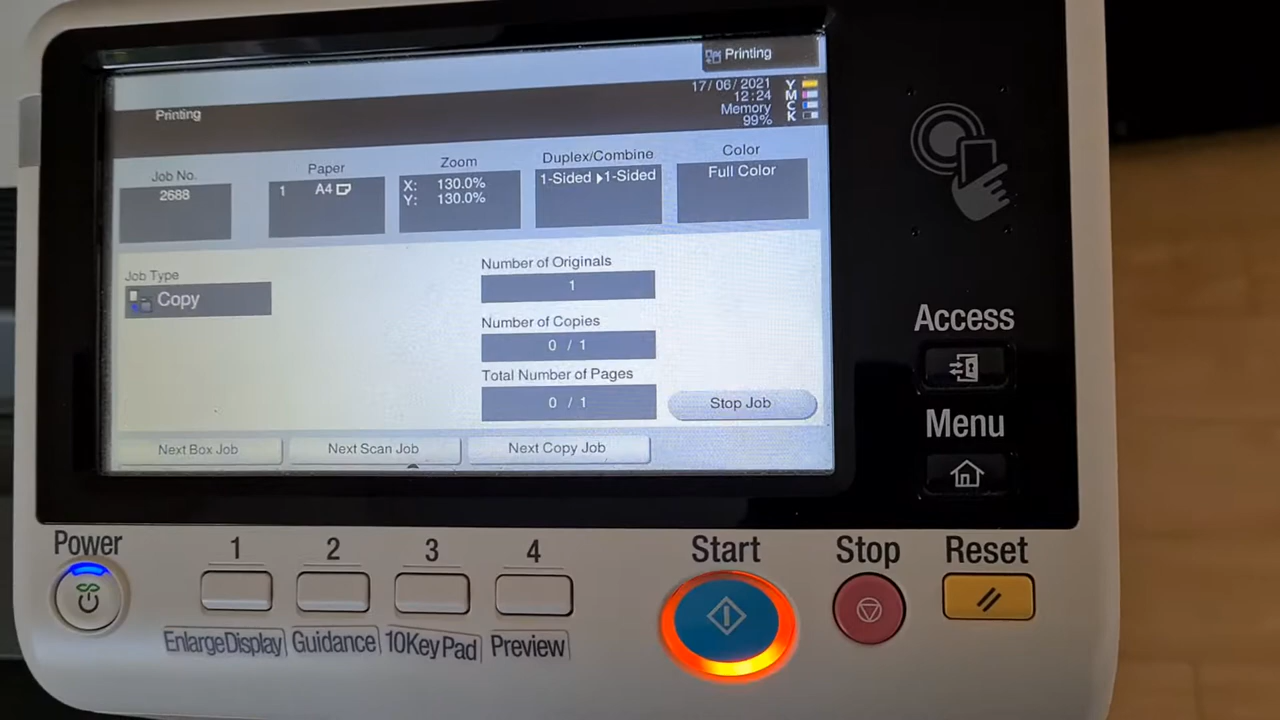 Printing
17/06/2021
12:24
Memory
99%
Y
M
C
K
Printing
Job No.
2688
Paper
1 A4
Zoom
X: 130.0%
Y: 130.0%
Duplex/Combine
1-Sided ▶1-Sided
Color
Full Color
Job Type
Copy
Number of Originals
1
Number of Copies
0 / 1
Total Number of Pages
0 / 1
Stop Job
Next Box Job
Next Scan Job
Next Copy Job
Access
Menu
Power
1
2
3
4
Start
Stop
Reset
EnlargeDisplay
Guidance
10KeyPad
Preview